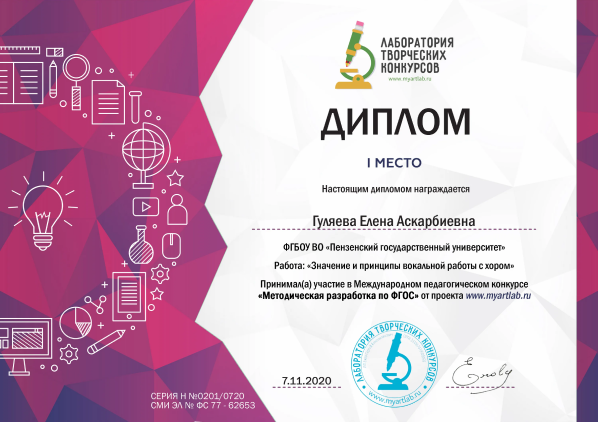 ЛАБОРАТОРИЯ
ТВОРЧЕСКИХ
КОНКУРСОВ
www.myartlab.ru
ДИПЛОМ
I МЕСТО
Настоящим дипломом награждается
Гуляева Елена Аскарбиевна
ФГБОУ ВО «Пензенский государственный университет»
Работа: «Значение и принципы вокальной работы с хором»
Принима(а) участие в Международном педагогическом конкурсе
«Методическая разработка по ФГОС» от проекта www.myartlab.ru
7.11.2020
ЛАБОРАТОРИЯ ТВОРЧЕСКИХ КОНКУРСОВ
www.myartlab.ru
СЕРИЯ Н №0201/0720
СМИ ЭЛ № ФС 77 - 62653